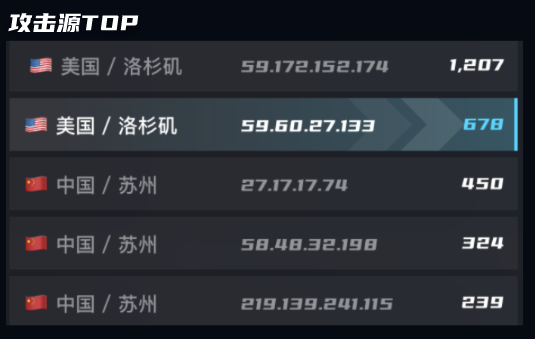 攻击源TOP
美国 / 洛杉矶 59.172.152.174 1,207
美国 / 洛杉矶 59.60.27.133 678
中国 / 苏州 27.17.17.74 450
中国 / 苏州 58.48.32.198 324
中国 / 苏州 219.139.241.115 239